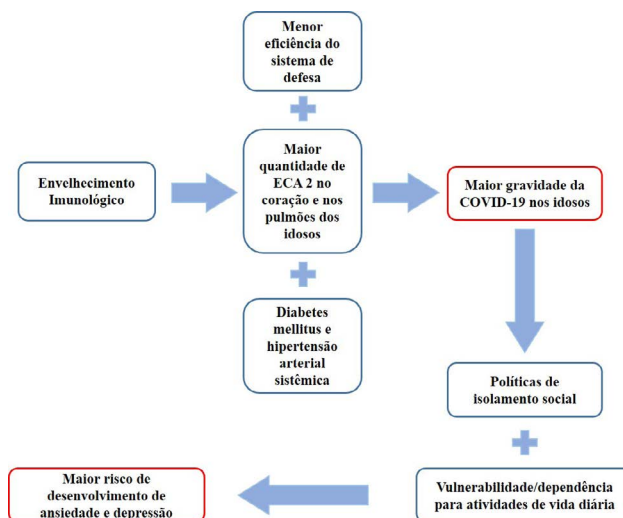 Menor
eficiência do
sistema de
defesa
Envelhecimento
Imunológico
Maior
quantidade de
ECA 2 no
coração e nos
pulmões dos
idosos
Maior gravidade da
COVID-19 nos idosos
Diabetes
mellitus e
hipertensão
arterial
sistêmica
Políticas de
isolamento social
Vulnerabilidade/dependência
para atividades de vida diária
Maior risco de
desenvolvimento de
ansiedade e depressão